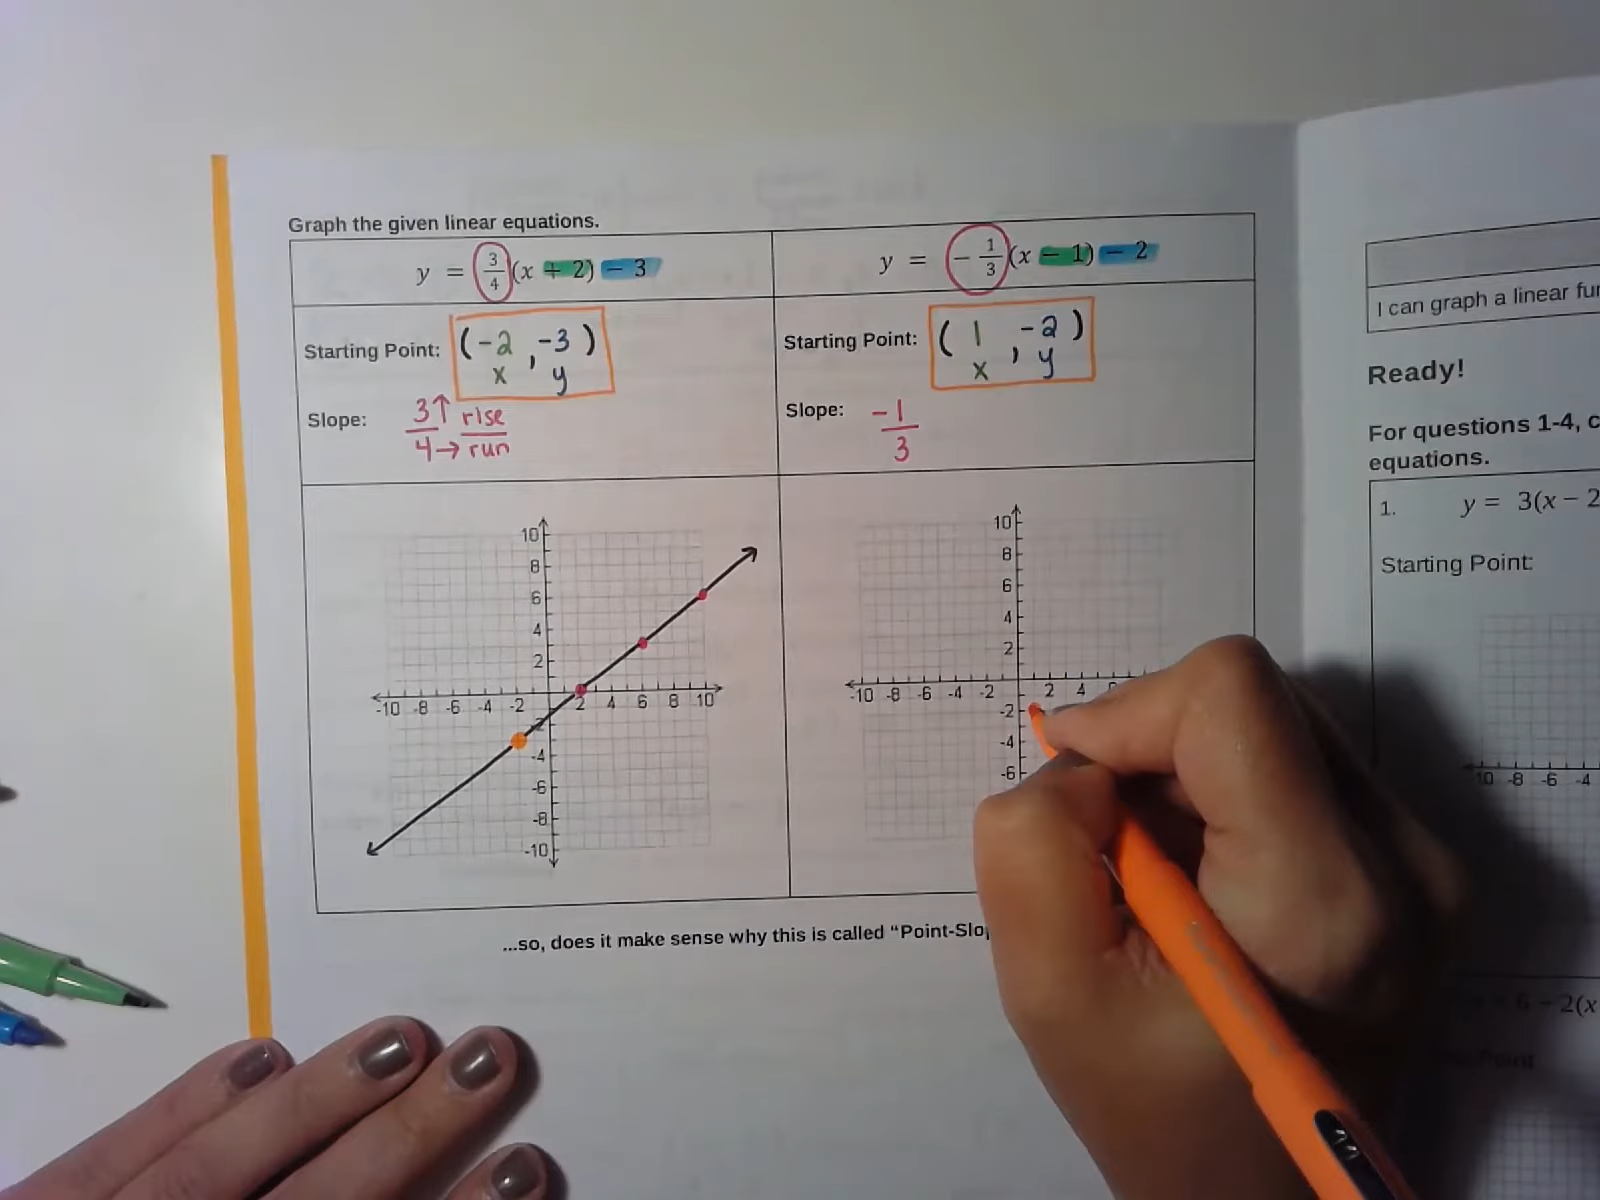 Graph the given linear equations.
y = 3/4 (x + 2) − 3
y = − 1/3 (x − 1) − 2
Starting Point: (-2, -3)
x y
Slope: 3↑ rise
4→ run
Starting Point: (1, -2)
x y
Slope: -1
3
10
8
6
4
2
-10 -8 -6 -4 -2 2 4 6 8 10
-2
-4
-6
-8
-10
10
8
6
4
2
-10 -8 -6 -4 -2 2 4
-2
-4
-6
...so, does it make sense why this is called “Point-Slo
I can graph a linear fu
Ready!
For questions 1-4, c
equations.
1. y = 3(x − 2
Starting Point:
-8 -6 -4
− 2(x